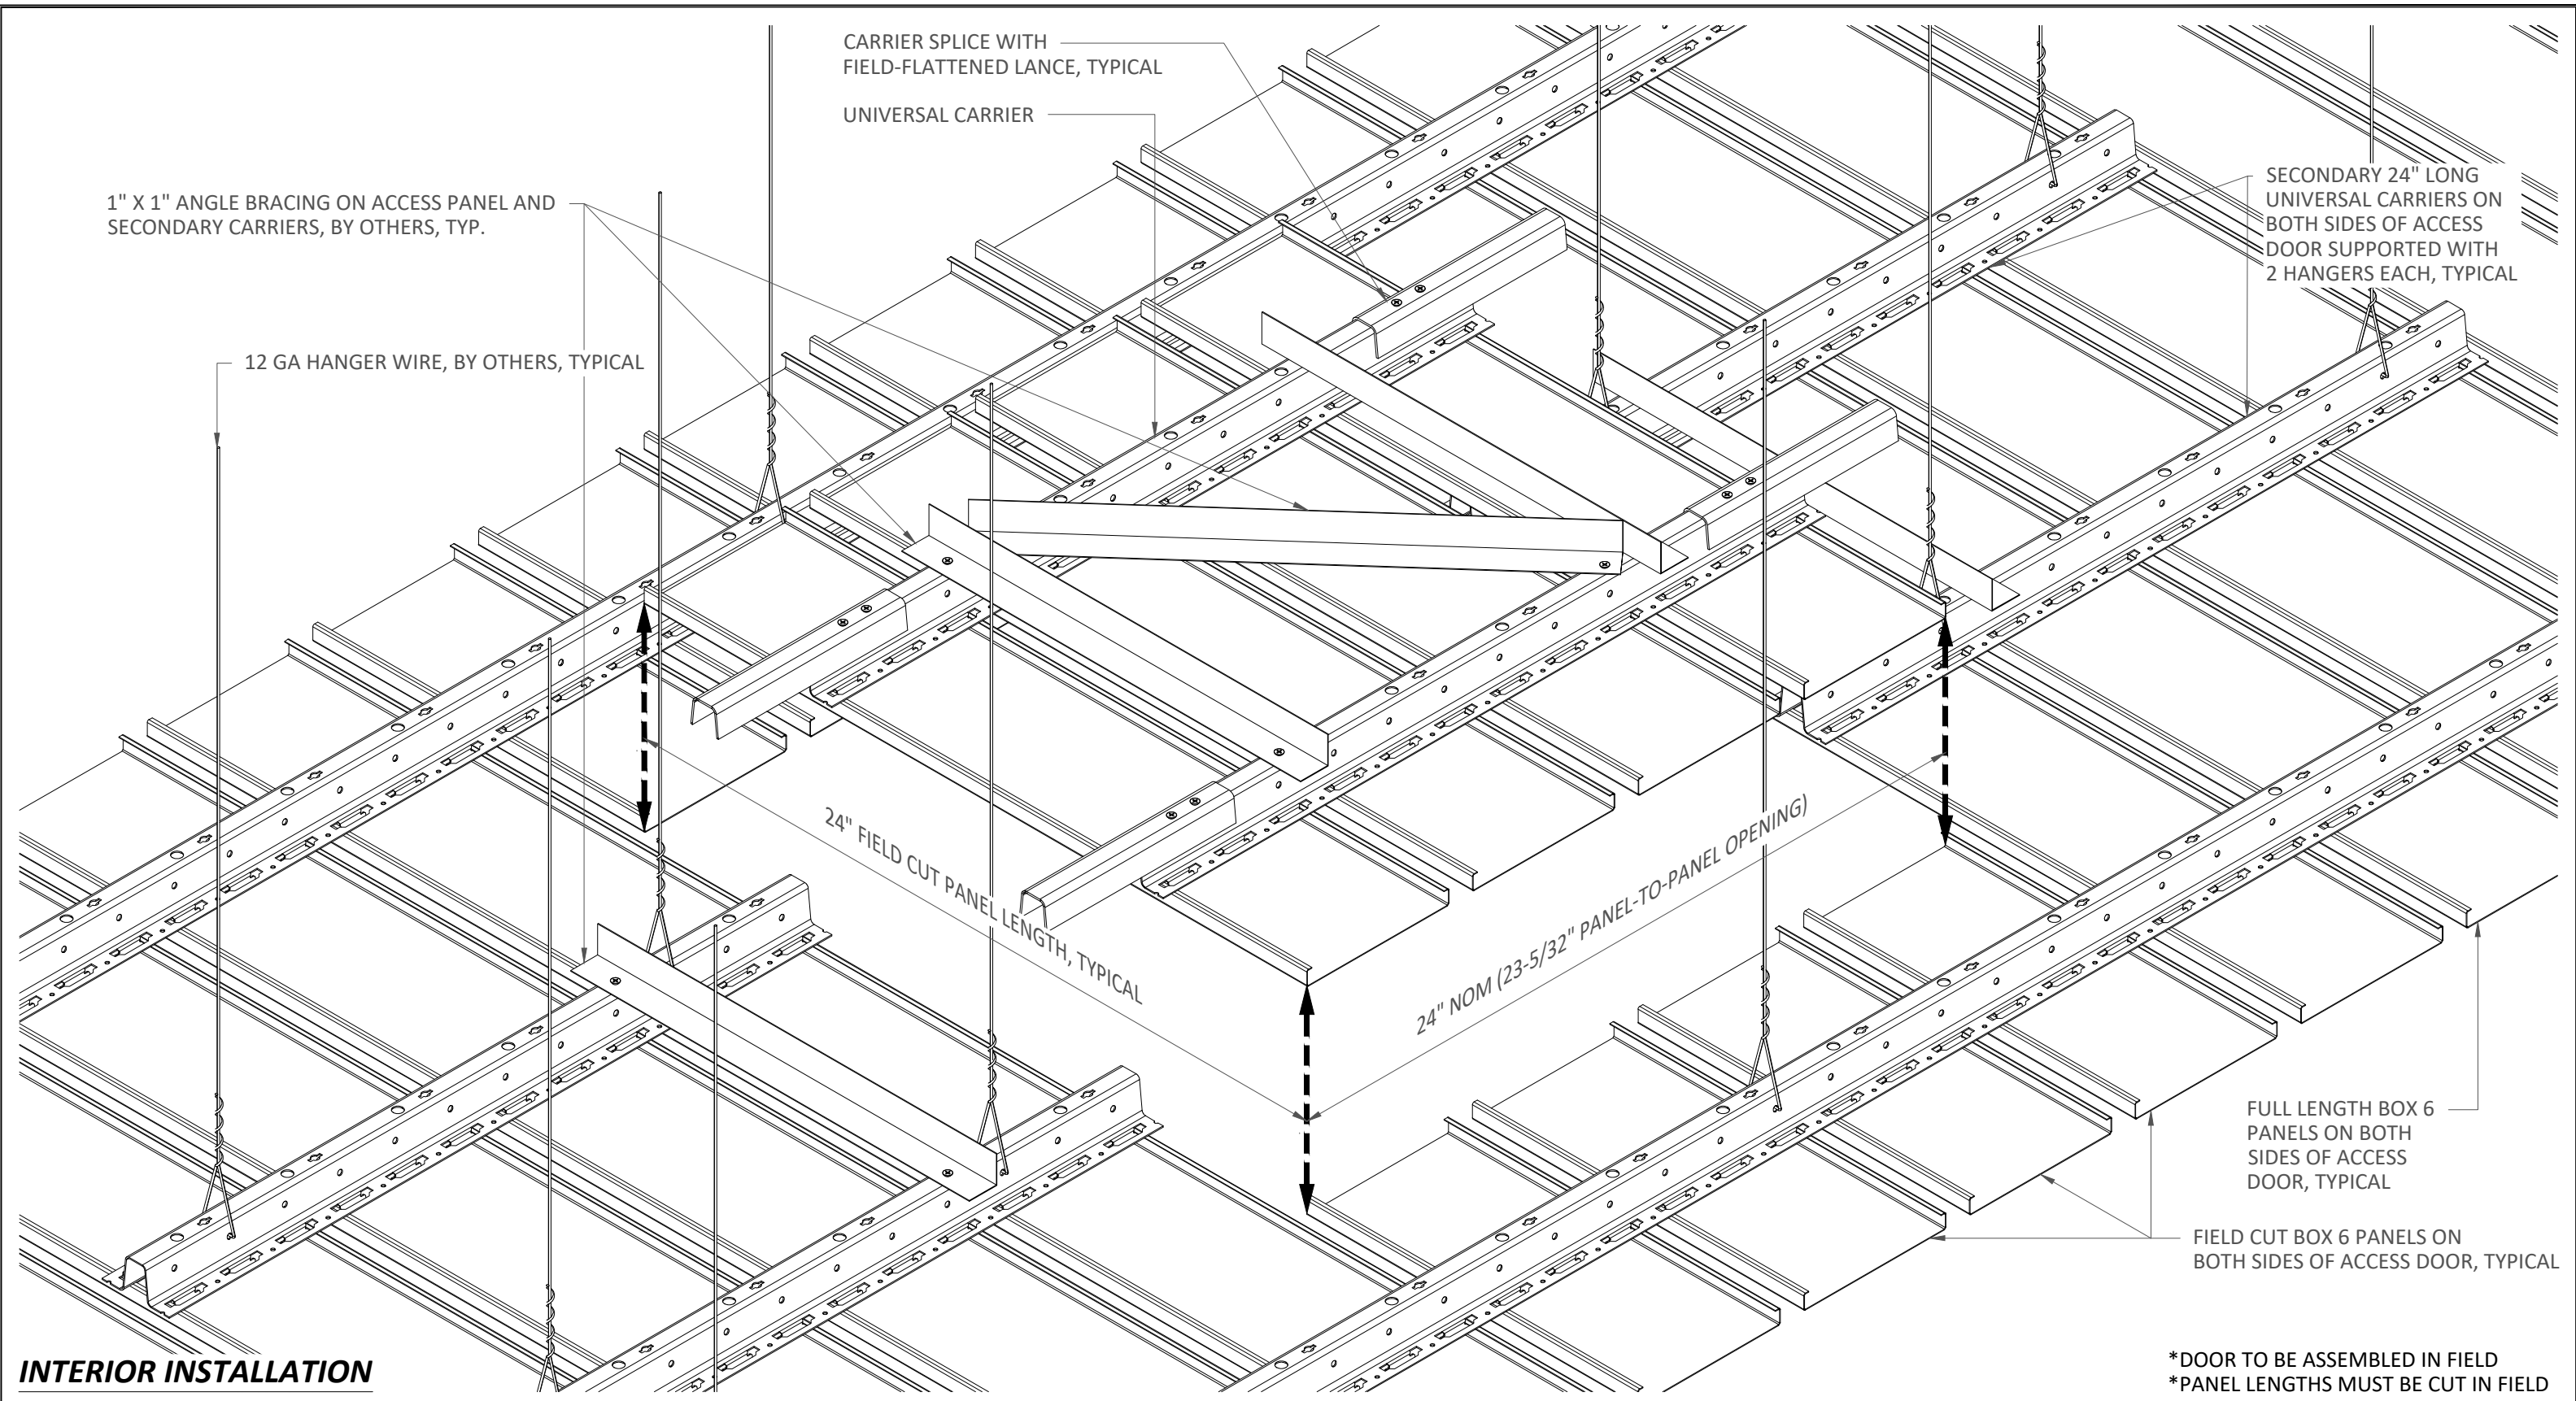 CARRIER SPLICE WITH
FIELD-FLATTENED LANCE, TYPICAL
UNIVERSAL CARRIER
1" X 1" ANGLE BRACING ON ACCESS PANEL AND
SECONDARY CARRIERS, BY OTHERS, TYP.
SECONDARY 24" LONG
UNIVERSAL CARRIERS ON
BOTH SIDES OF ACCESS
DOOR SUPPORTED WITH
2 HANGERS EACH, TYPICAL
12 GA HANGER WIRE, BY OTHERS, TYPICAL
24" FIELD CUT PANEL LENGTH, TYPICAL
24" NOM (23-5/32" PANEL-TO-PANEL OPENING)
FULL LENGTH BOX 6
PANELS ON BOTH
SIDES OF ACCESS
DOOR, TYPICAL
FIELD CUT BOX 6 PANELS ON
BOTH SIDES OF ACCESS DOOR, TYPICAL
INTERIOR INSTALLATION
*DOOR TO BE ASSEMBLED IN FIELD
*PANEL LENGTHS MUST BE CUT IN FIELD